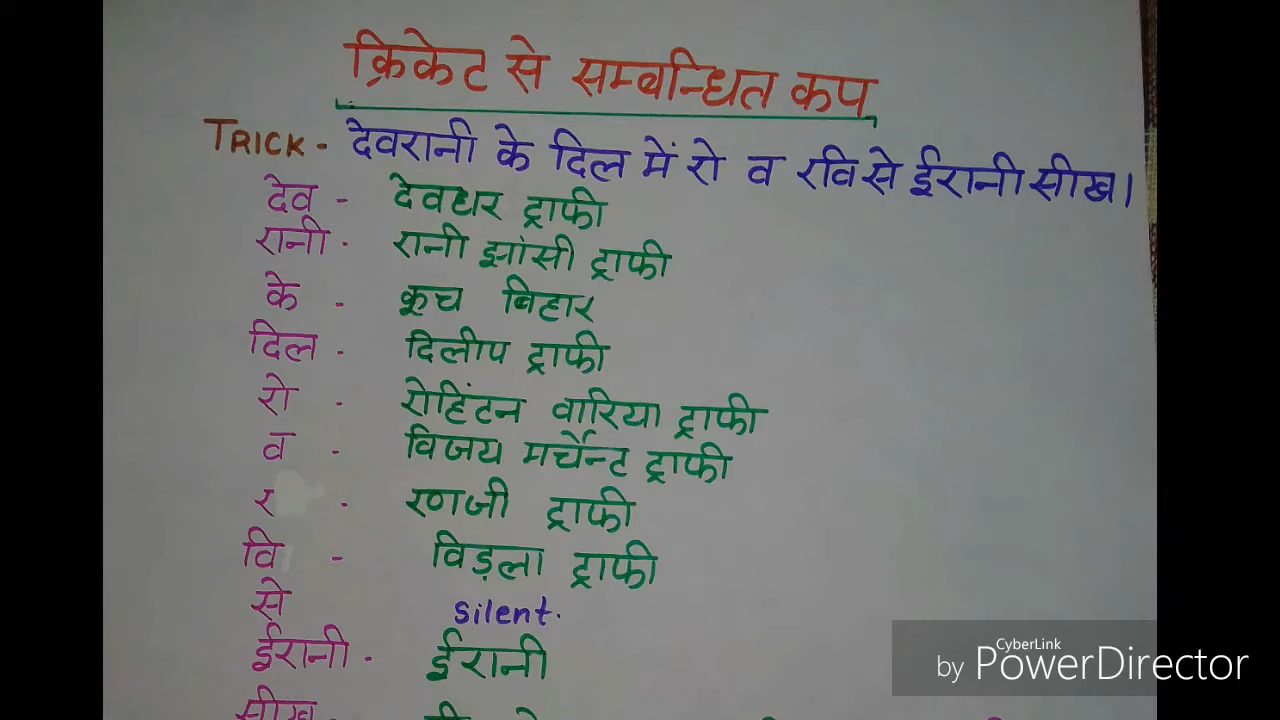 क्रिकेट से सम्बन्धित कप
TRICK - देवरानी के दिल में रो व रवि से ईरानी सीख।
देव - देवधर ट्राफी
रानी - रानी झांसी ट्राफी
के - कूच बिहार
दिल - दिलीप ट्राफी
रो - रोहिंटन वारिया ट्राफी
व - विजय मर्चेन्ट ट्राफी
र - रणजी ट्राफी
वि - विड़ला ट्राफी
से silent.
ईरानी - ईरानी
सीख -
by CyberLink PowerDirector